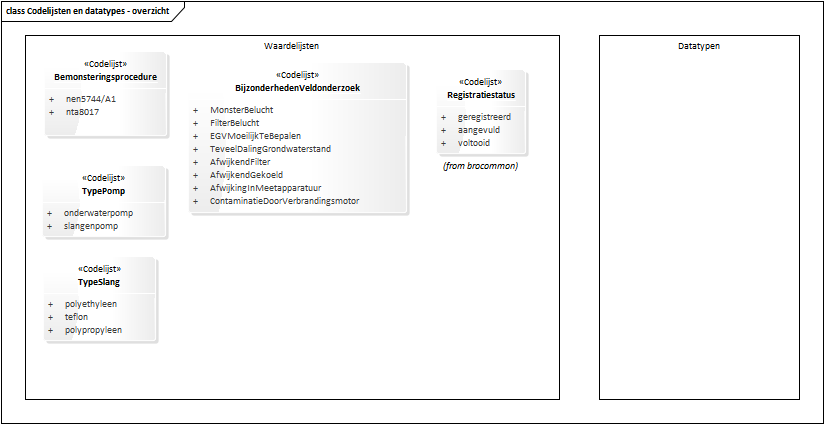 class Codelijsten en datatypes - overzicht
Waardelijsten
«Codelijst»
Bemonsteringsprocedure
+ nen5744/A1
+ nta8017
«Codelijst»
TypePomp
+ onderwaterpomp
+ slangenpomp
«Codelijst»
TypeSlang
+ polyethyleen
+ teflon
+ polypropyleen
«Codelijst»
BijzonderhedenVeldonderzoek
+ MonsterBelucht
+ FilterBelucht
+ EGVMoeilijkTeBepalen
+ TeveelDalingGrondwaterstand
+ AfwijkendFilter
+ AfwijkendGekoeld
+ AfwijkingInMeetapparatuur
+ ContaminatieDoorVerbrandingsmotor
«Codelijst»
Registratiestatus
+ geregistreerd
+ aangevuld
+ voltooid
(from brocommon)
Datatypen